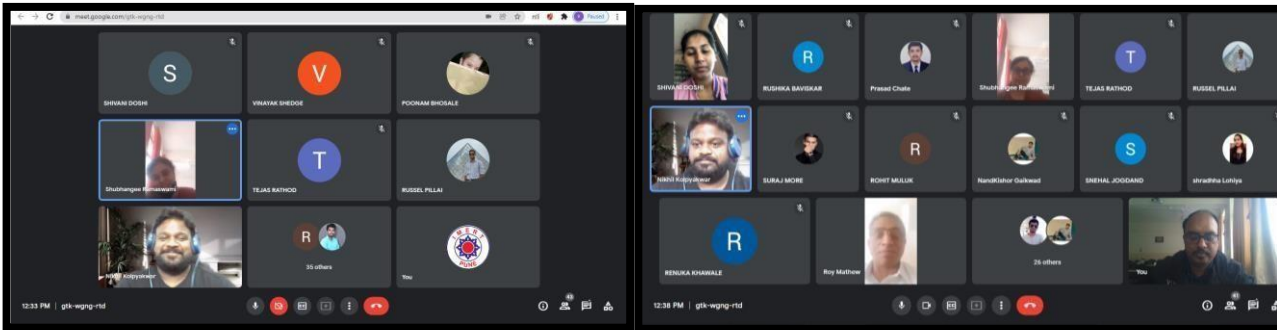 meet.google.com/gtk-wgng-rtd
Paused
S
V
SHIVANI DOSHI
VINAYAK SHEDGE
POONAM BHOSALE
T
Shubhangee Ramaswami
TEJAS RATHOD
RUSSEL PILLAI
R
35 others
IMERT
PUNE
Nikhil Kolpyakwar
You
12:33 PM | gtk-wgng-rtd
43
R
T
SHIVANI DOSHI
RUSHIKA BAVISKAR
Prasad Chate
Shubhangee Ramaswami
TEJAS RATHOD
RUSSEL PILLAI
R
S
Nikhil Kolpyakwar
SURAJ MORE
ROHIT MULUK
NandKishor Gaikwad
SNEHAL JOGDAND
shradhha Lohiya
R
26 others
RENUKA KHAWALE
Roy Mathew
You
12:38 PM | gtk-wgng-rtd
41